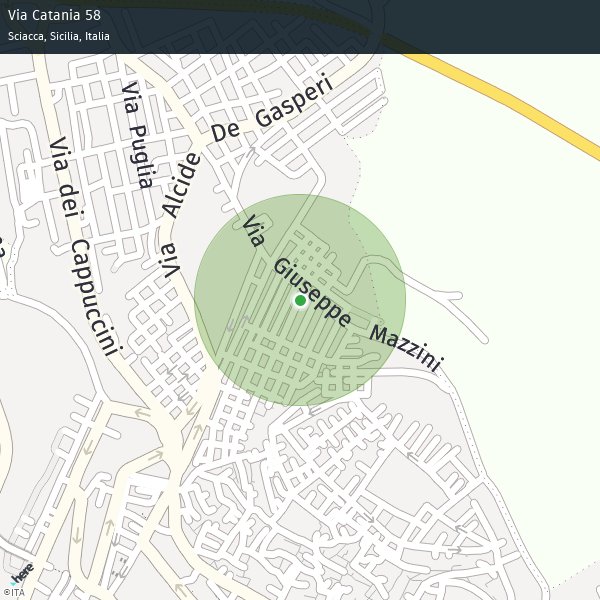 Via Catania 58
Sciacca, Sicilia, Italia
Via Puglia
Via Alcide De Gasperi
Via dei Cappuccini
Via Giuseppe Mazzini
here
©ITA